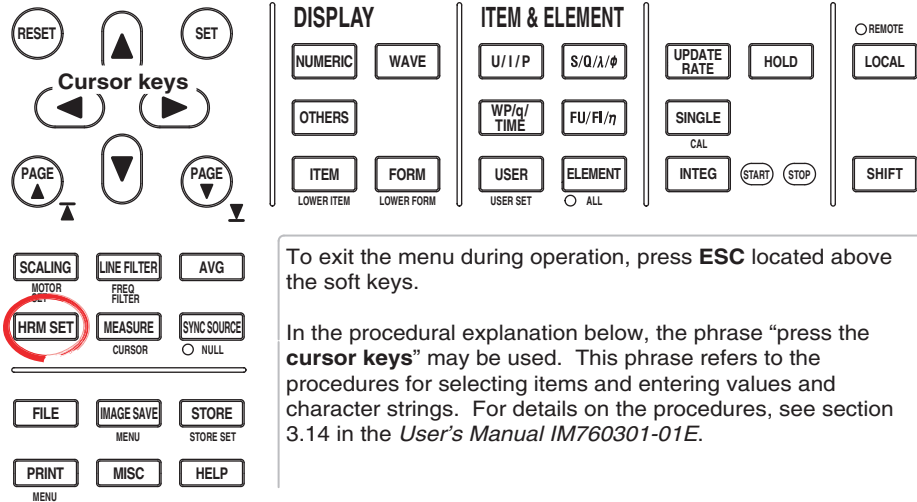 RESET
SET
Cursor keys
PAGE
PAGE
DISPLAY
NUMERIC
WAVE
OTHERS
ITEM
FORM
LOWER ITEM
LOWER FORM
ITEM & ELEMENT
U / I / P
S/Q/λ/ϕ
WP/q/
TIME
FU/FI/η
USER
ELEMENT
USER SET
ALL
UPDATE
RATE
HOLD
SINGLE
CAL
INTEG
START
STOP
REMOTE
LOCAL
SHIFT
SCALING
LINE FILTER
AVG
MOTOR
SET
FREQ
FILTER
HRM SET
MEASURE
SYNC SOURCE
CURSOR
NULL
FILE
IMAGE SAVE
STORE
MENU
STORE SET
PRINT
MISC
HELP
MENU
To exit the menu during operation, press ESC located above
the soft keys.
In the procedural explanation below, the phrase “press the
cursor keys” may be used. This phrase refers to the
procedures for selecting items and entering values and
character strings. For details on the procedures, see section
3.14 in the User’s Manual IM760301-01E.